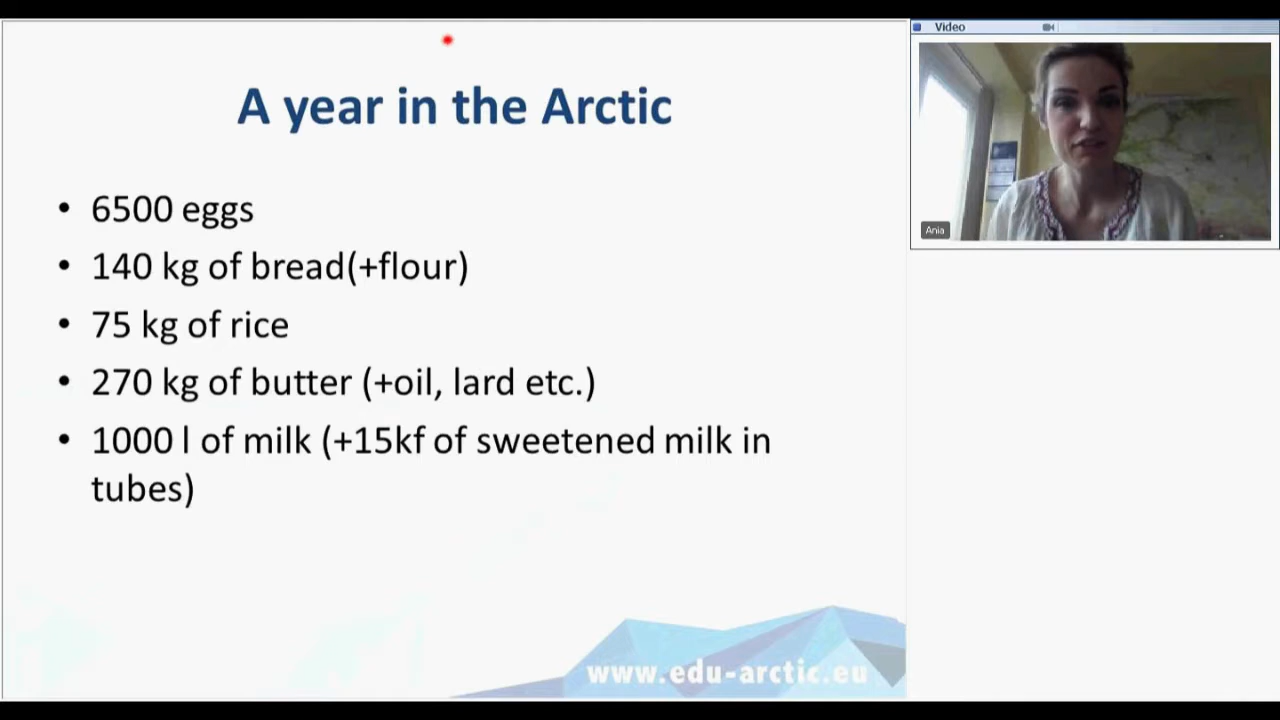 A year in the Arctic
• 6500 eggs
• 140 kg of bread(+flour)
• 75 kg of rice
• 270 kg of butter (+oil, lard etc.)
• 1000 l of milk (+15kf of sweetened milk in
tubes)
www.edu-arctic.eu
Video
Ania